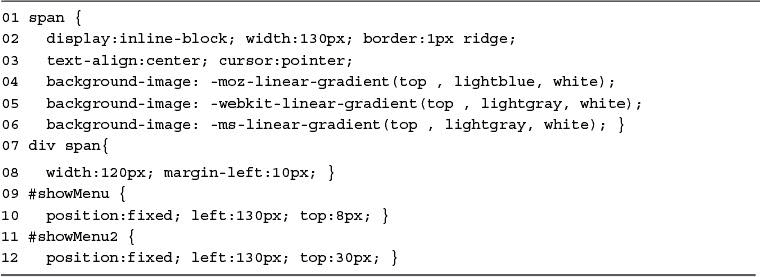 01 span {
02   display:inline-block; width:130px; border:1px ridge;
03   text-align:center; cursor:pointer;
04   background-image: -moz-linear-gradient(top , lightblue, white);
05   background-image: -webkit-linear-gradient(top , lightgray, white);
06   background-image: -ms-linear-gradient(top , lightgray, white); }
07 div span{
08   width:120px; margin-left:10px; }
09 #showMenu {
10   position:fixed; left:130px; top:8px; }
11 #showMenu2 {
12   position:fixed; left:130px; top:30px; }